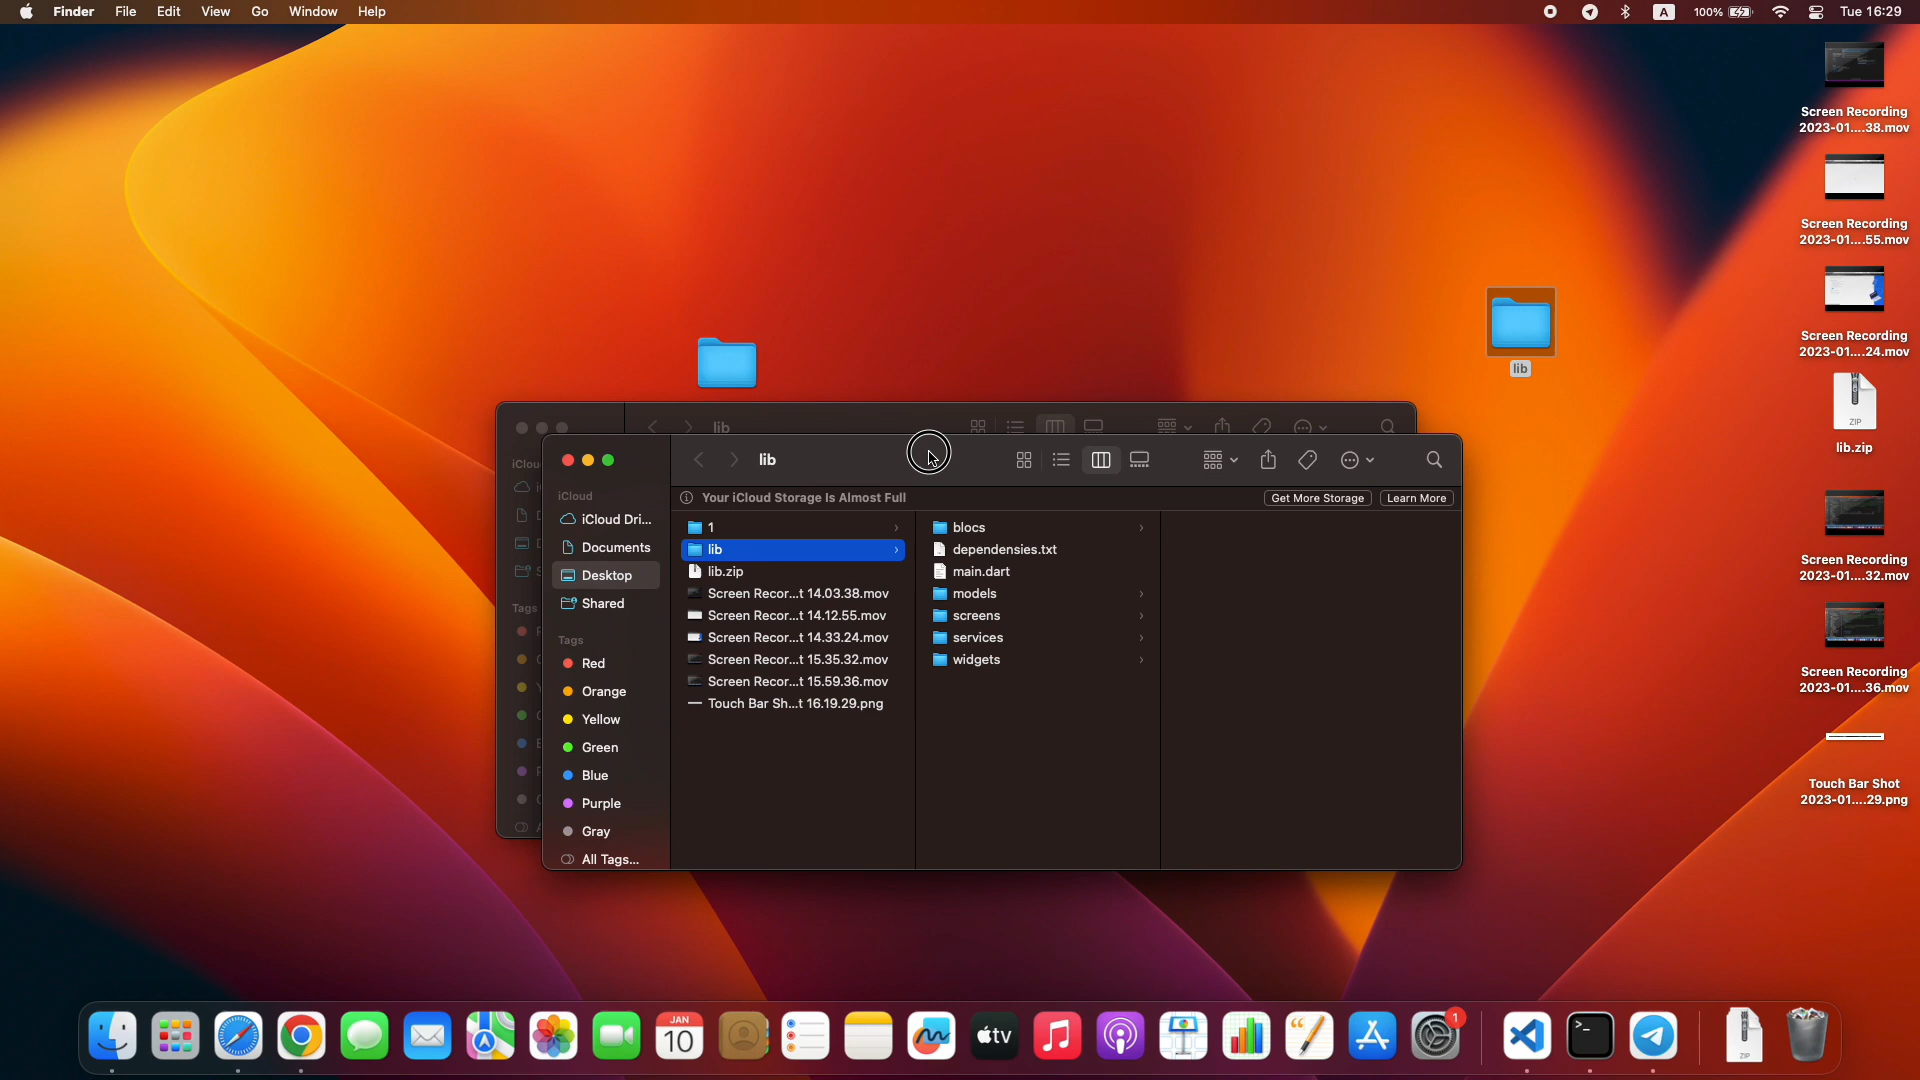 Finder File Edit View Go Window Help
A 100% Tue 16:29
Screen Recording
2023-01....38.mov
Screen Recording
2023-01....55.mov
Screen Recording
2023-01....24.mov
ZIP
lib.zip
Screen Recording
2023-01....32.mov
Screen Recording
2023-01....36.mov
Touch Bar Shot
2023-01....29.png
lib
lib
iClou
Tags
lib
iCloud
iCloud Dri...
Documents
Desktop
Shared
Tags
Red
Orange
Yellow
Green
Blue
Purple
Gray
All Tags...
Your iCloud Storage Is Almost Full
Get More Storage Learn More
1
lib
lib.zip
Screen Recor...t 14.03.38.mov
Screen Recor...t 14.12.55.mov
Screen Recor...t 14.33.24.mov
Screen Recor...t 15.35.32.mov
Screen Recor...t 15.59.36.mov
Touch Bar Sh...t 16.19.29.png
blocs
dependensies.txt
main.dart
models
screens
services
widgets
JAN
10
tv
1
ZIP